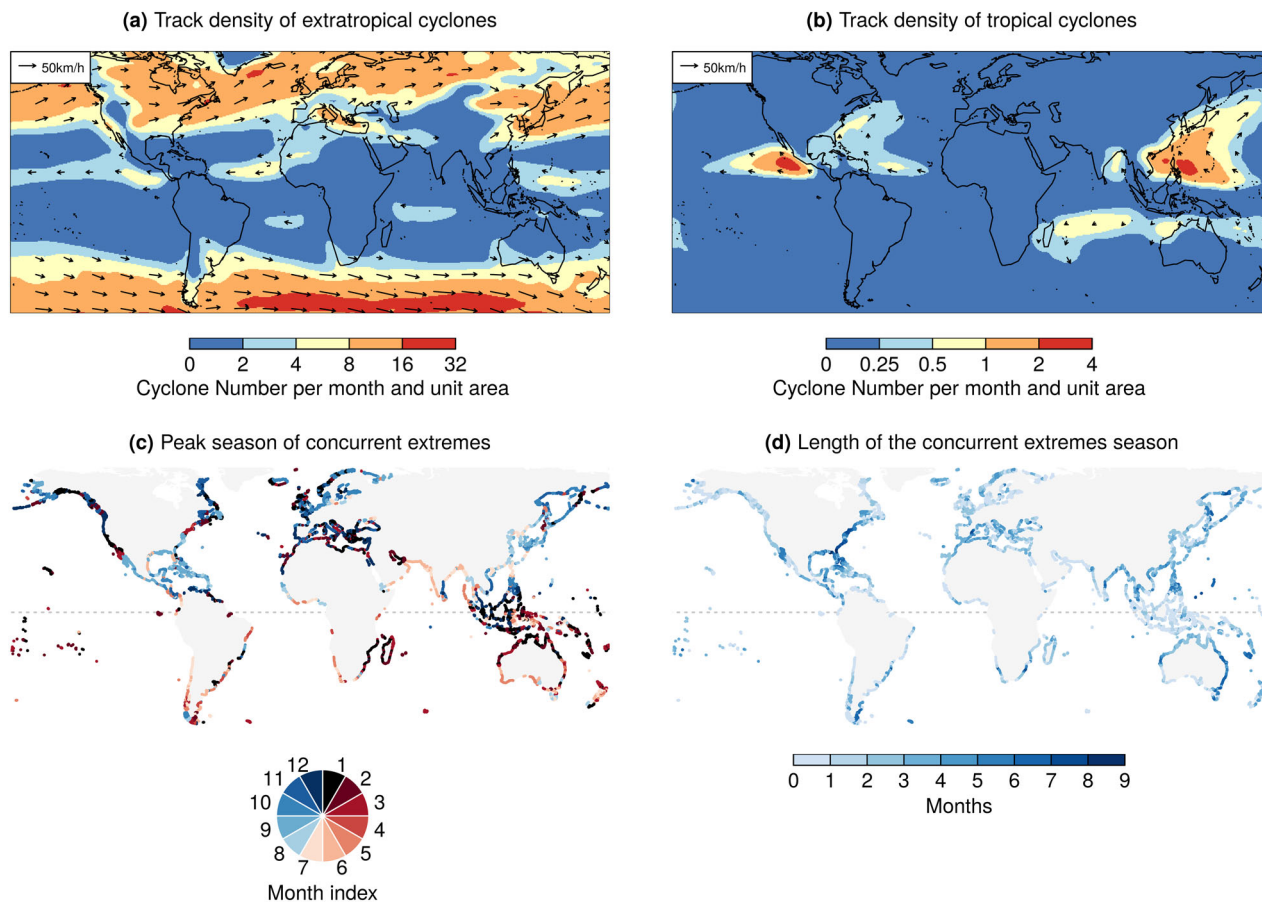 (a) Track density of extratropical cyclones
50km/h
0 2 4 8 16 32
Cyclone Number per month and unit area
(b) Track density of tropical cyclones
50km/h
0 0.25 0.5 1 2 4
Cyclone Number per month and unit area
(c) Peak season of concurrent extremes
12 1
11 2
10 3
9 4
8 5
7 6
Month index
(d) Length of the concurrent extremes season
0 1 2 3 4 5 6 7 8 9
Months